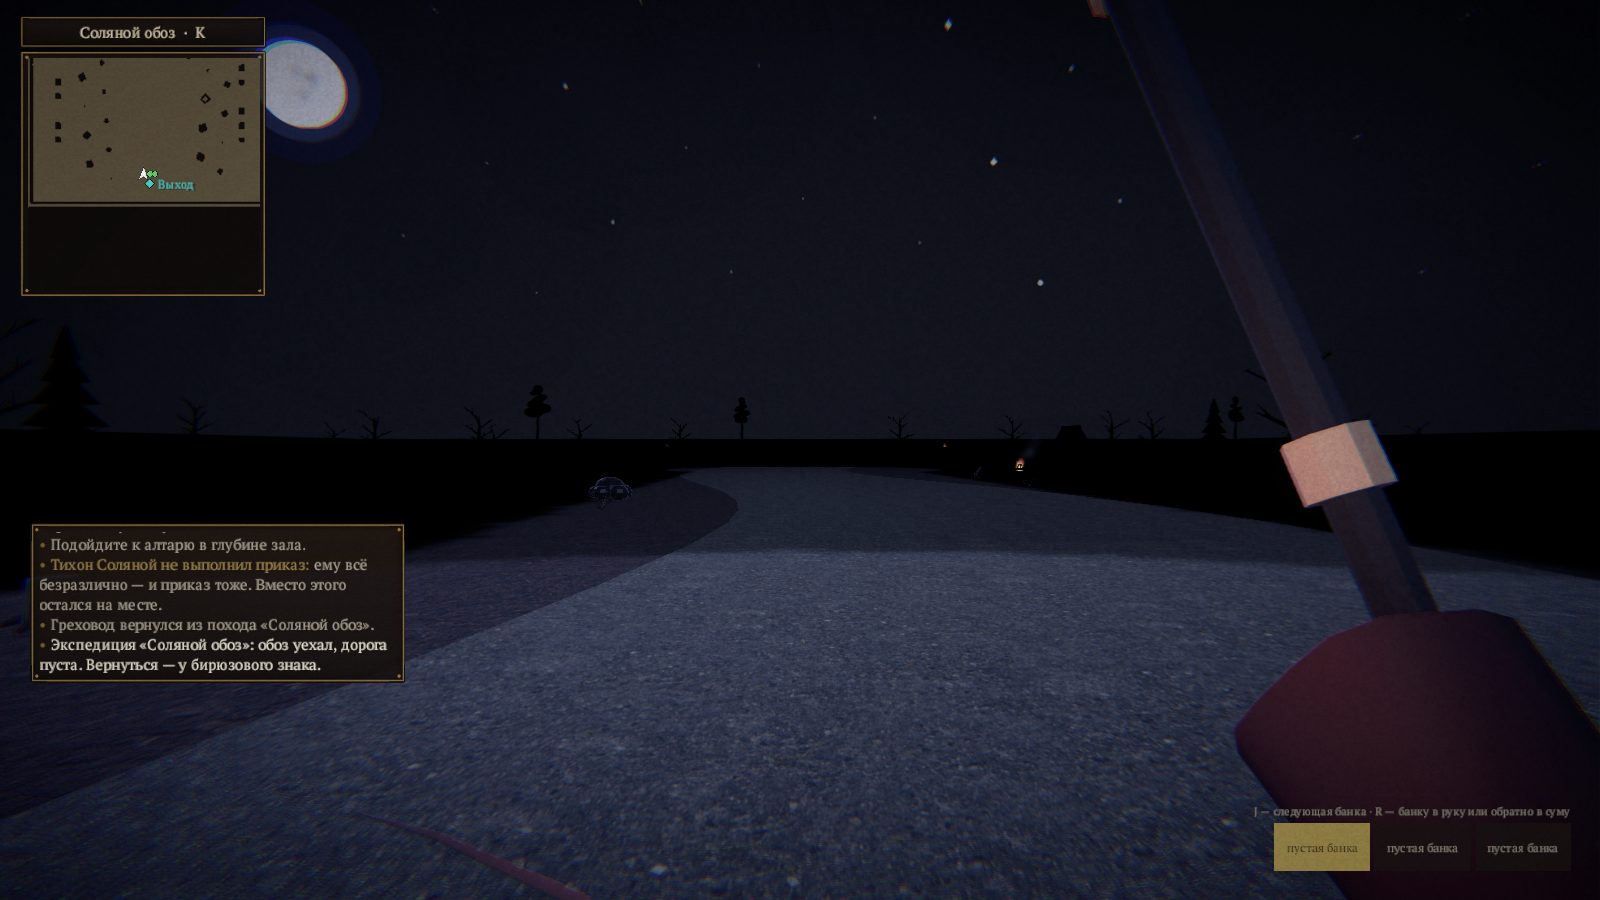 Соляной обоз · К
Выход
• Подойдите к алтарю в глубине зала.
• Тихон Соляной не выполнил приказ: ему всё
безразлично — и приказ тоже. Вместо этого
остался на месте.
• Греховод вернулся из похода «Соляной обоз».
• Экспедиция «Соляной обоз»: обоз уехал, дорога
пуста. Вернуться — у бирюзового знака.
] — следующая банка · R — банку в руку или обратно в суму
пустая банка
пустая банка
пустая банка